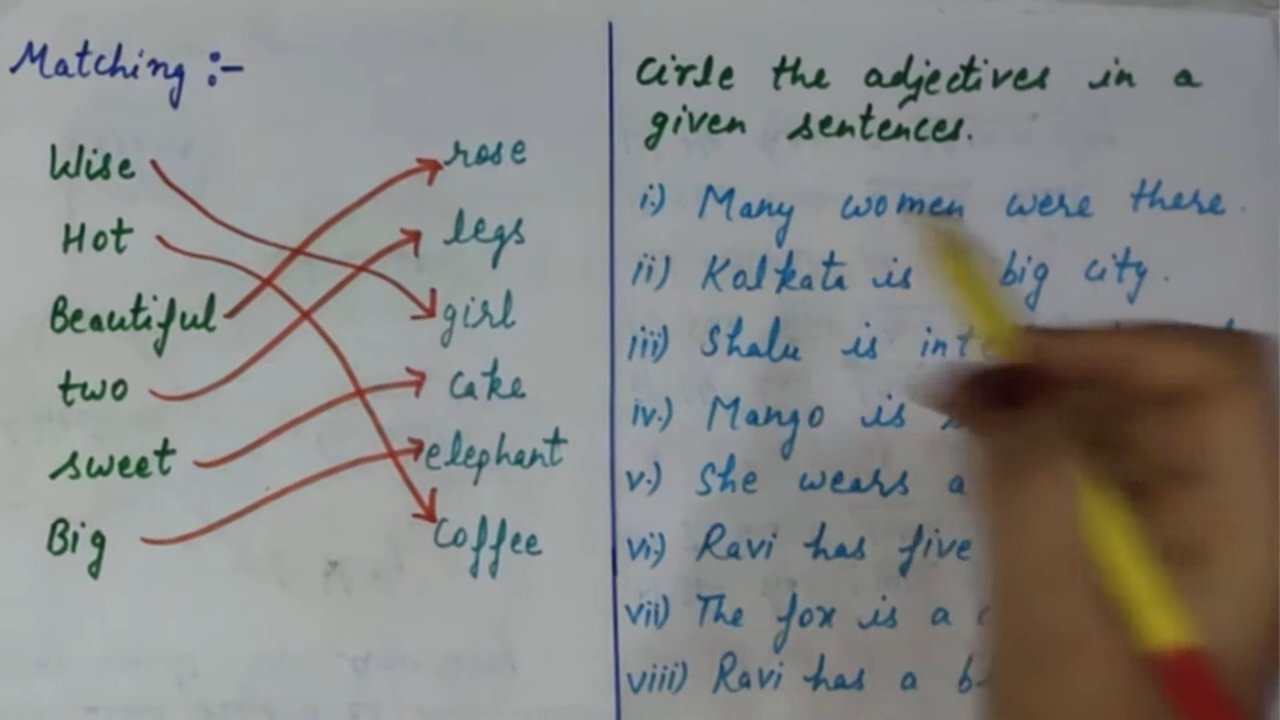 Matching :-
Wise
Hot
Beautiful
two
sweet
Big
rose
legs
girl
cake
elephant
Coffee
Cirle the adjectives in a
given sentences.
i.) Many women were there.
ii) Kolkata is big city.
iii) Shalu is
iv.) Mango is
v.) She wears a
vi.) Ravi has five
vii) The fox is a
viii) Ravi has a